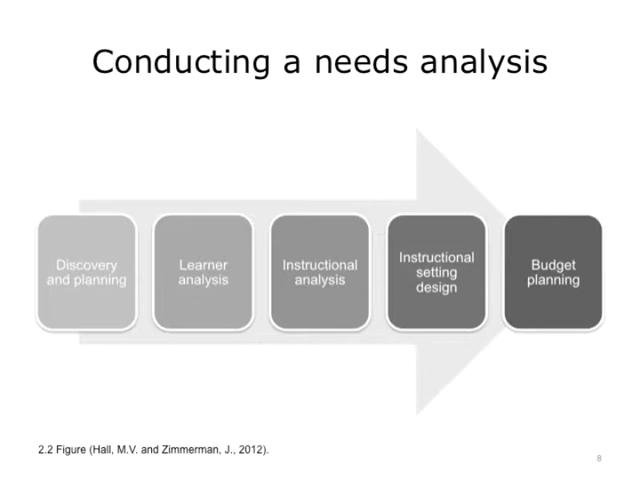 Conducting a needs analysis
Discovery
and planning
Learner
analysis
Instructional
analysis
Instructional
setting
design
Budget
planning
2.2 Figure (Hall, M.V. and Zimmerman, J., 2012).
8